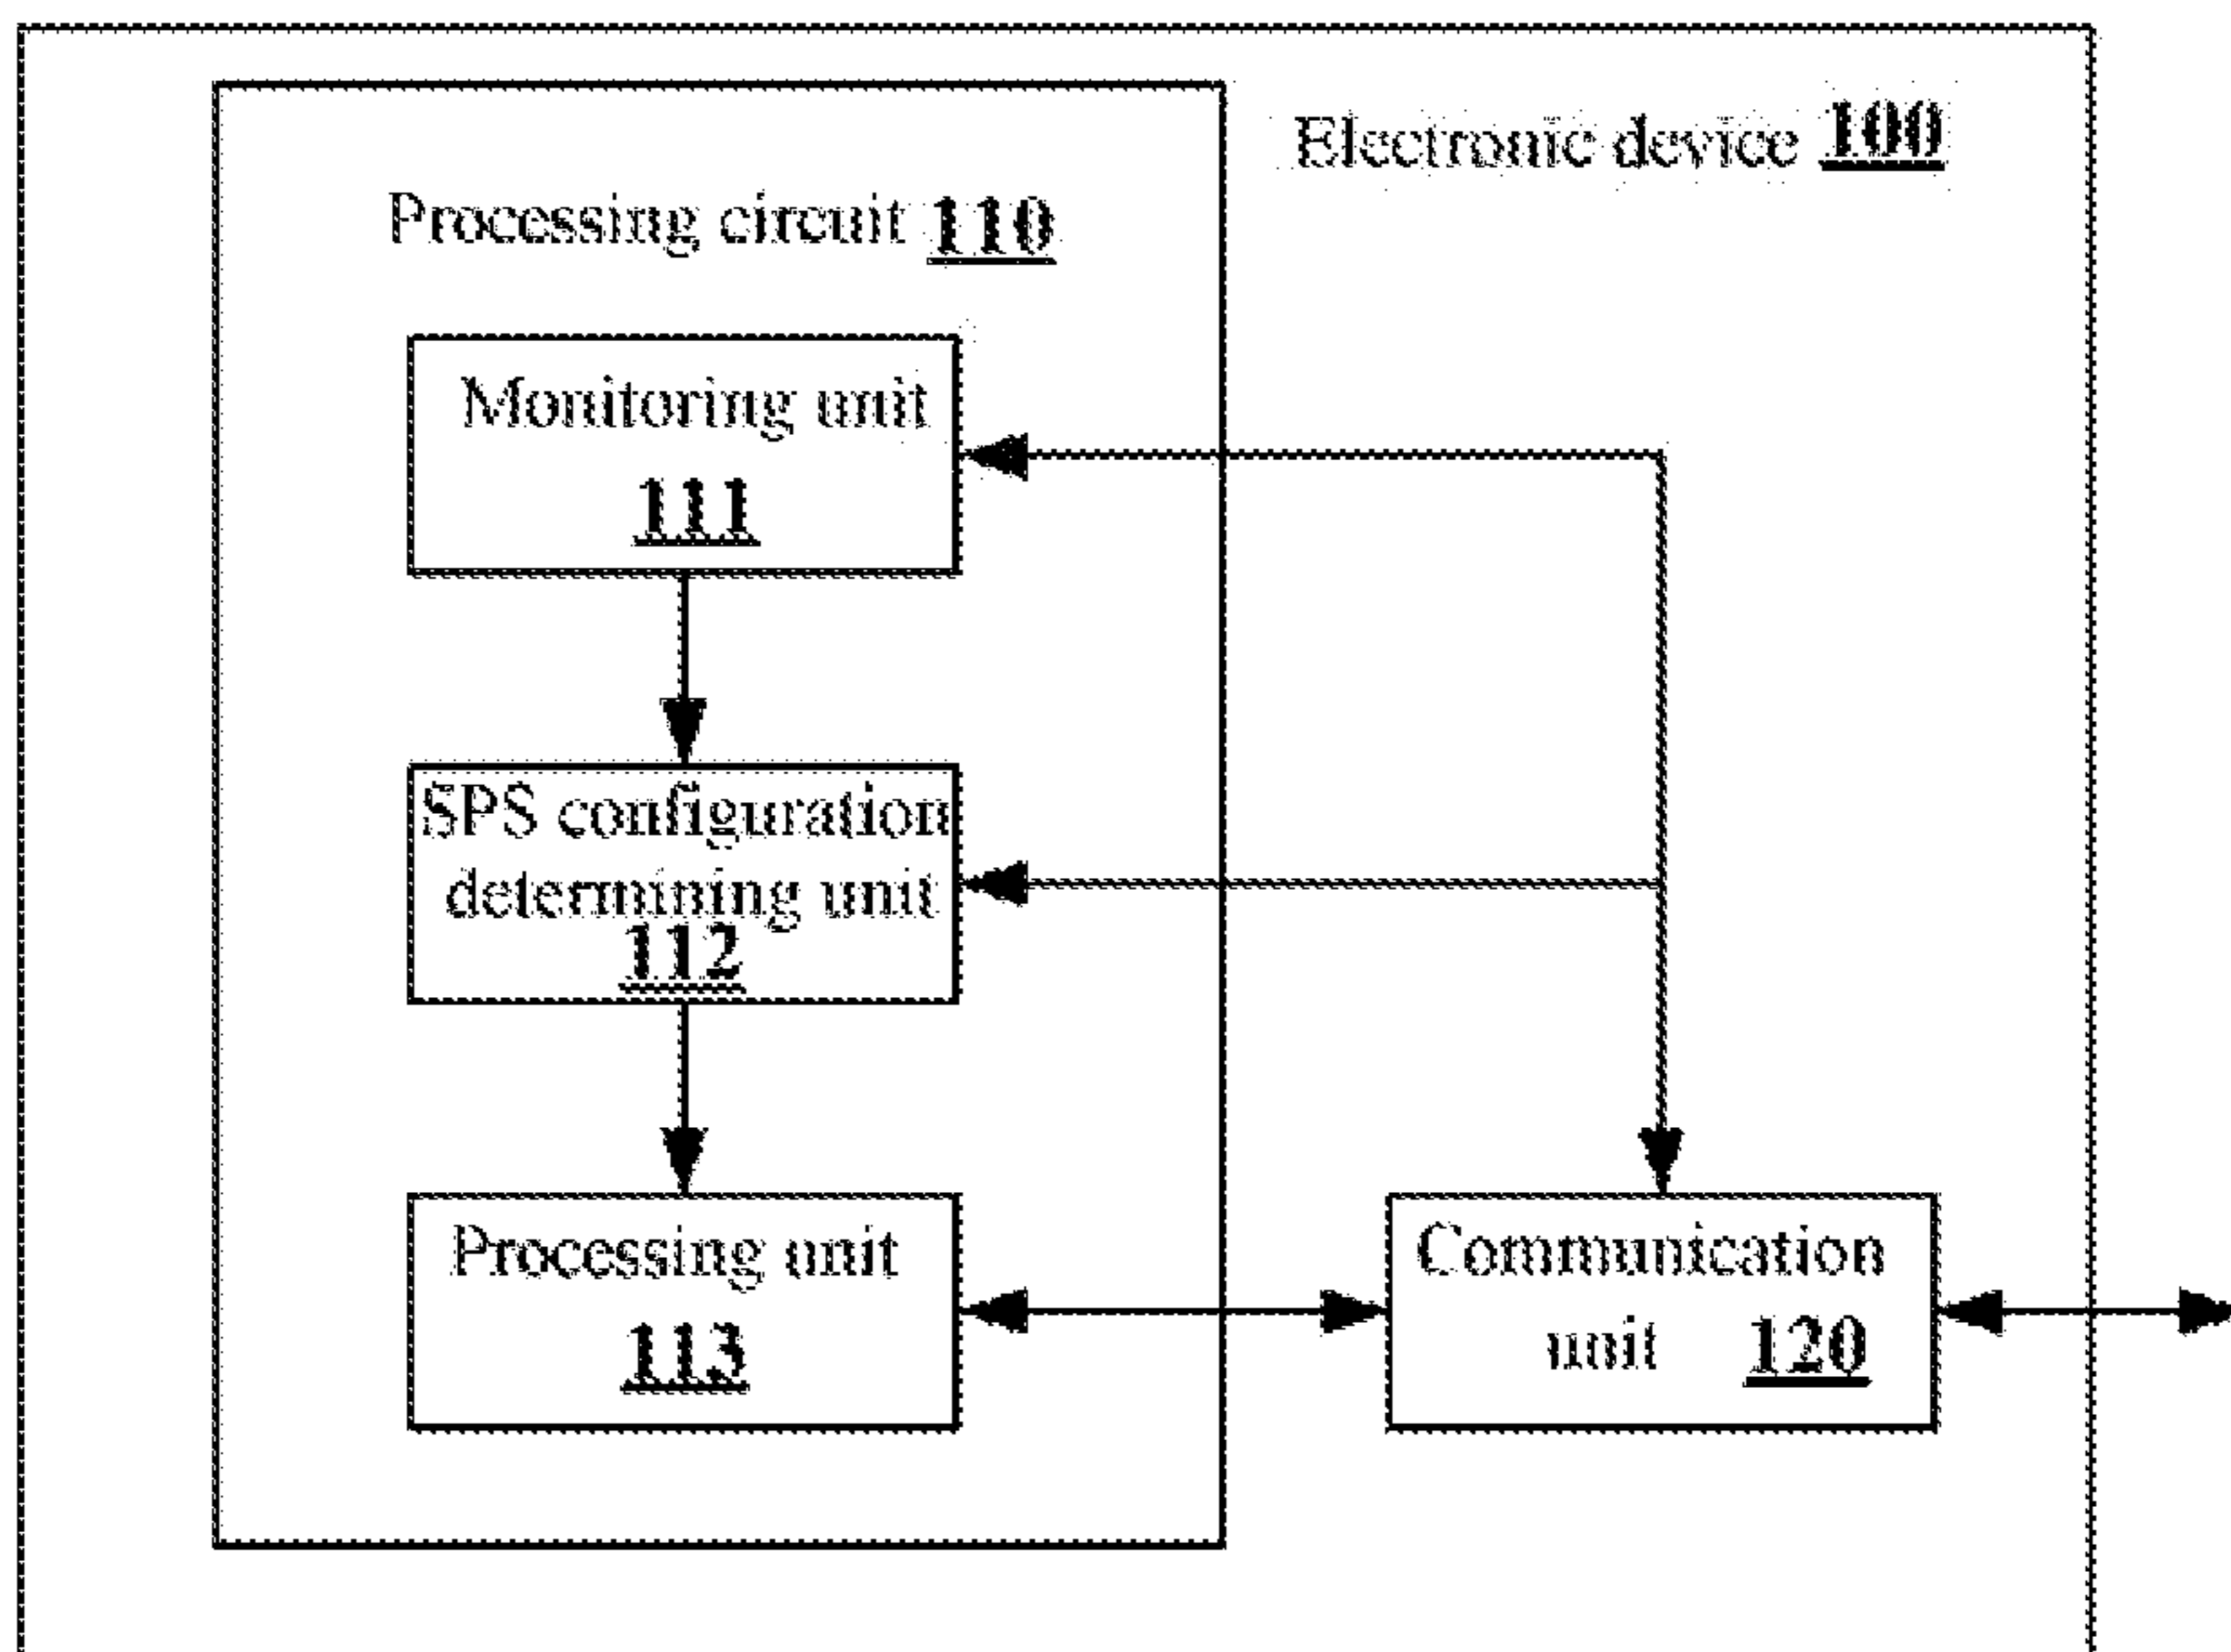 Electronic device 100
Processing circuit 110
Monitoring unit
111
SPS configuration
determining unit
112
Processing unit
113
Communication
unit 120